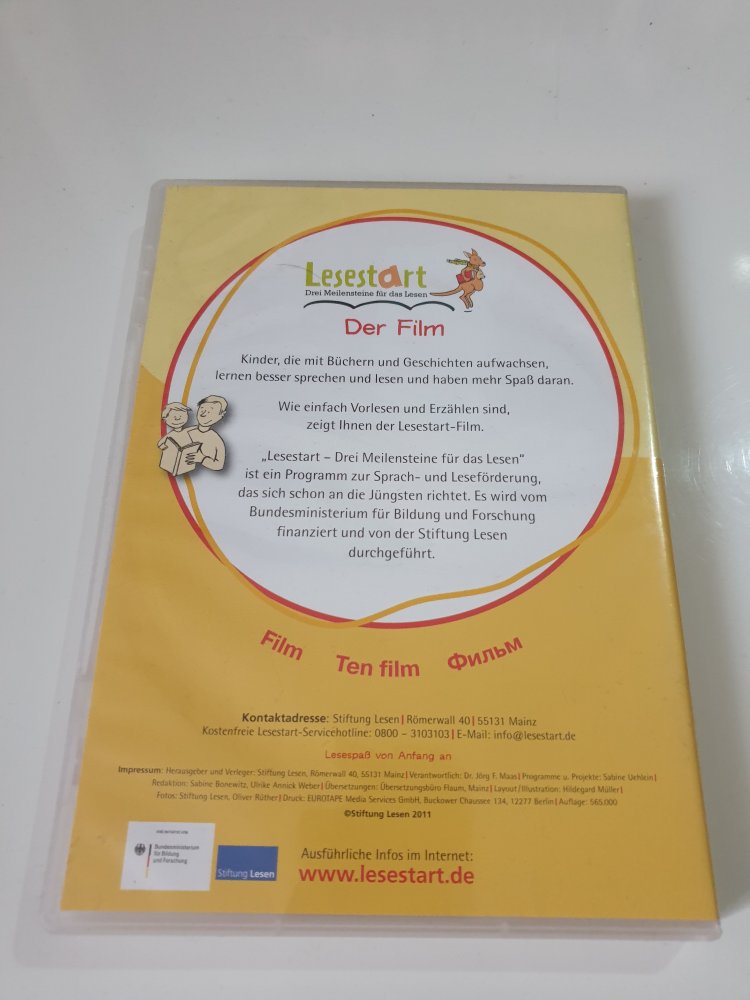 Lesestart
Drei Meilensteine für das Lesen
Der Film
Kinder, die mit Büchern und Geschichten aufwachsen,
lernen besser sprechen und lesen und haben mehr Spaß daran.
Wie einfach Vorlesen und Erzählen sind,
zeigt Ihnen der Lesestart-Film.
„Lesestart – Drei Meilensteine für das Lesen“
ist ein Programm zur Sprach- und Leseförderung,
das sich schon an die Jüngsten richtet. Es wird vom
Bundesministerium für Bildung und Forschung
finanziert und von der Stiftung Lesen
durchgeführt.
Film Ten film Фильм
Kontaktadresse: Stiftung Lesen | Römerwall 40 | 55131 Mainz
Kostenfreie Lesestart-Servicehotline: 0800 – 3103103 | E-Mail: info@lesestart.de
Lesespaß von Anfang an
Impressum: Herausgeber und Verleger: Stiftung Lesen, Römerwall 40, 55131 Mainz | Verantwortlich: Dr. Jörg F. Maas | Programme u. Projekte: Sabine Uehlein |
Redaktion: Sabine Bonewitz, Ulrike Annick Weber | Übersetzungen: Übersetzungsbüro Flaum, Mainz | Layout/Illustration: Hildegard Müller |
Fotos: Stiftung Lesen, Oliver Rüther | Druck: EUROTAPE Media Services GmbH, Buckower Chaussee 134, 12277 Berlin | Auflage: 565.000
©Stiftung Lesen 2011
EINE INITIATIVE VOM
Bundesministerium
für Bildung
und Forschung
Stiftung Lesen
Ausführliche Infos im Internet:
www.lesestart.de